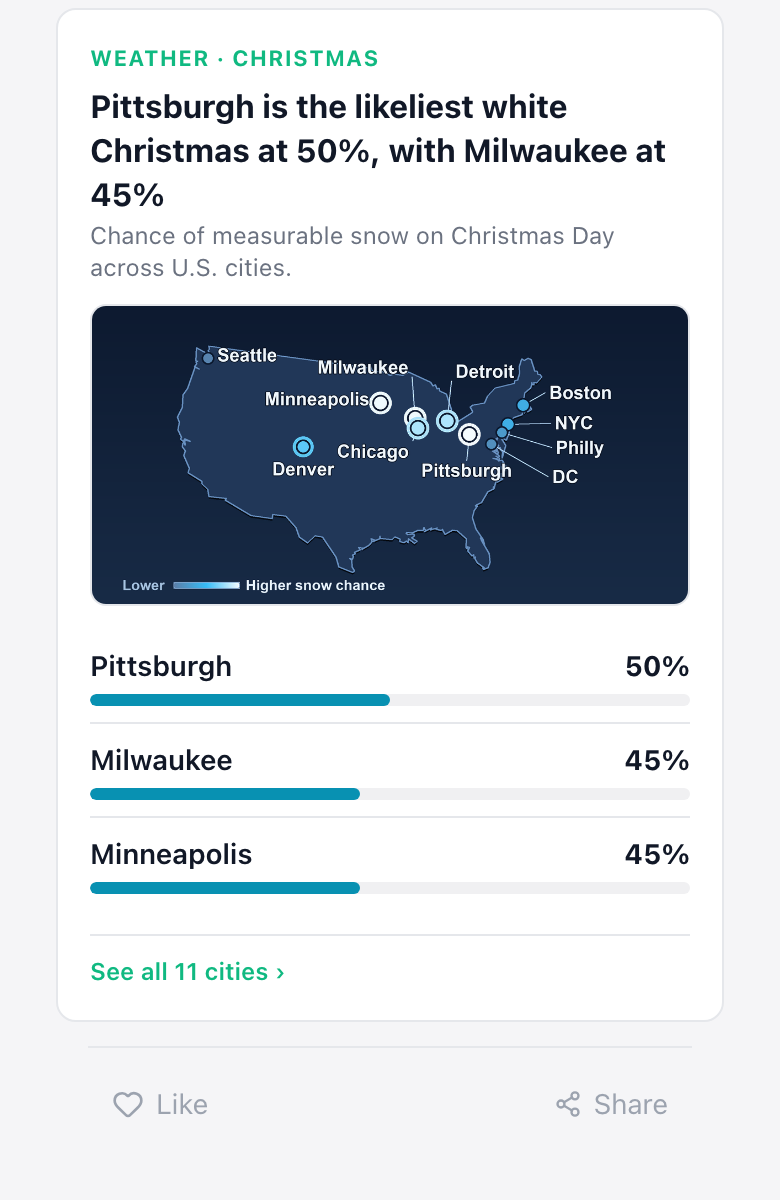 WEATHER · CHRISTMAS
Pittsburgh is the likeliest white
Christmas at 50%, with Milwaukee at
45%
Chance of measurable snow on Christmas Day
across U.S. cities.
Seattle
Milwaukee
Detroit
Minneapolis
Boston
NYC
Chicago
Philly
Denver
Pittsburgh
DC
Lower
Higher snow chance
Pittsburgh 50%
Milwaukee 45%
Minneapolis 45%
See all 11 cities ›
Like
Share